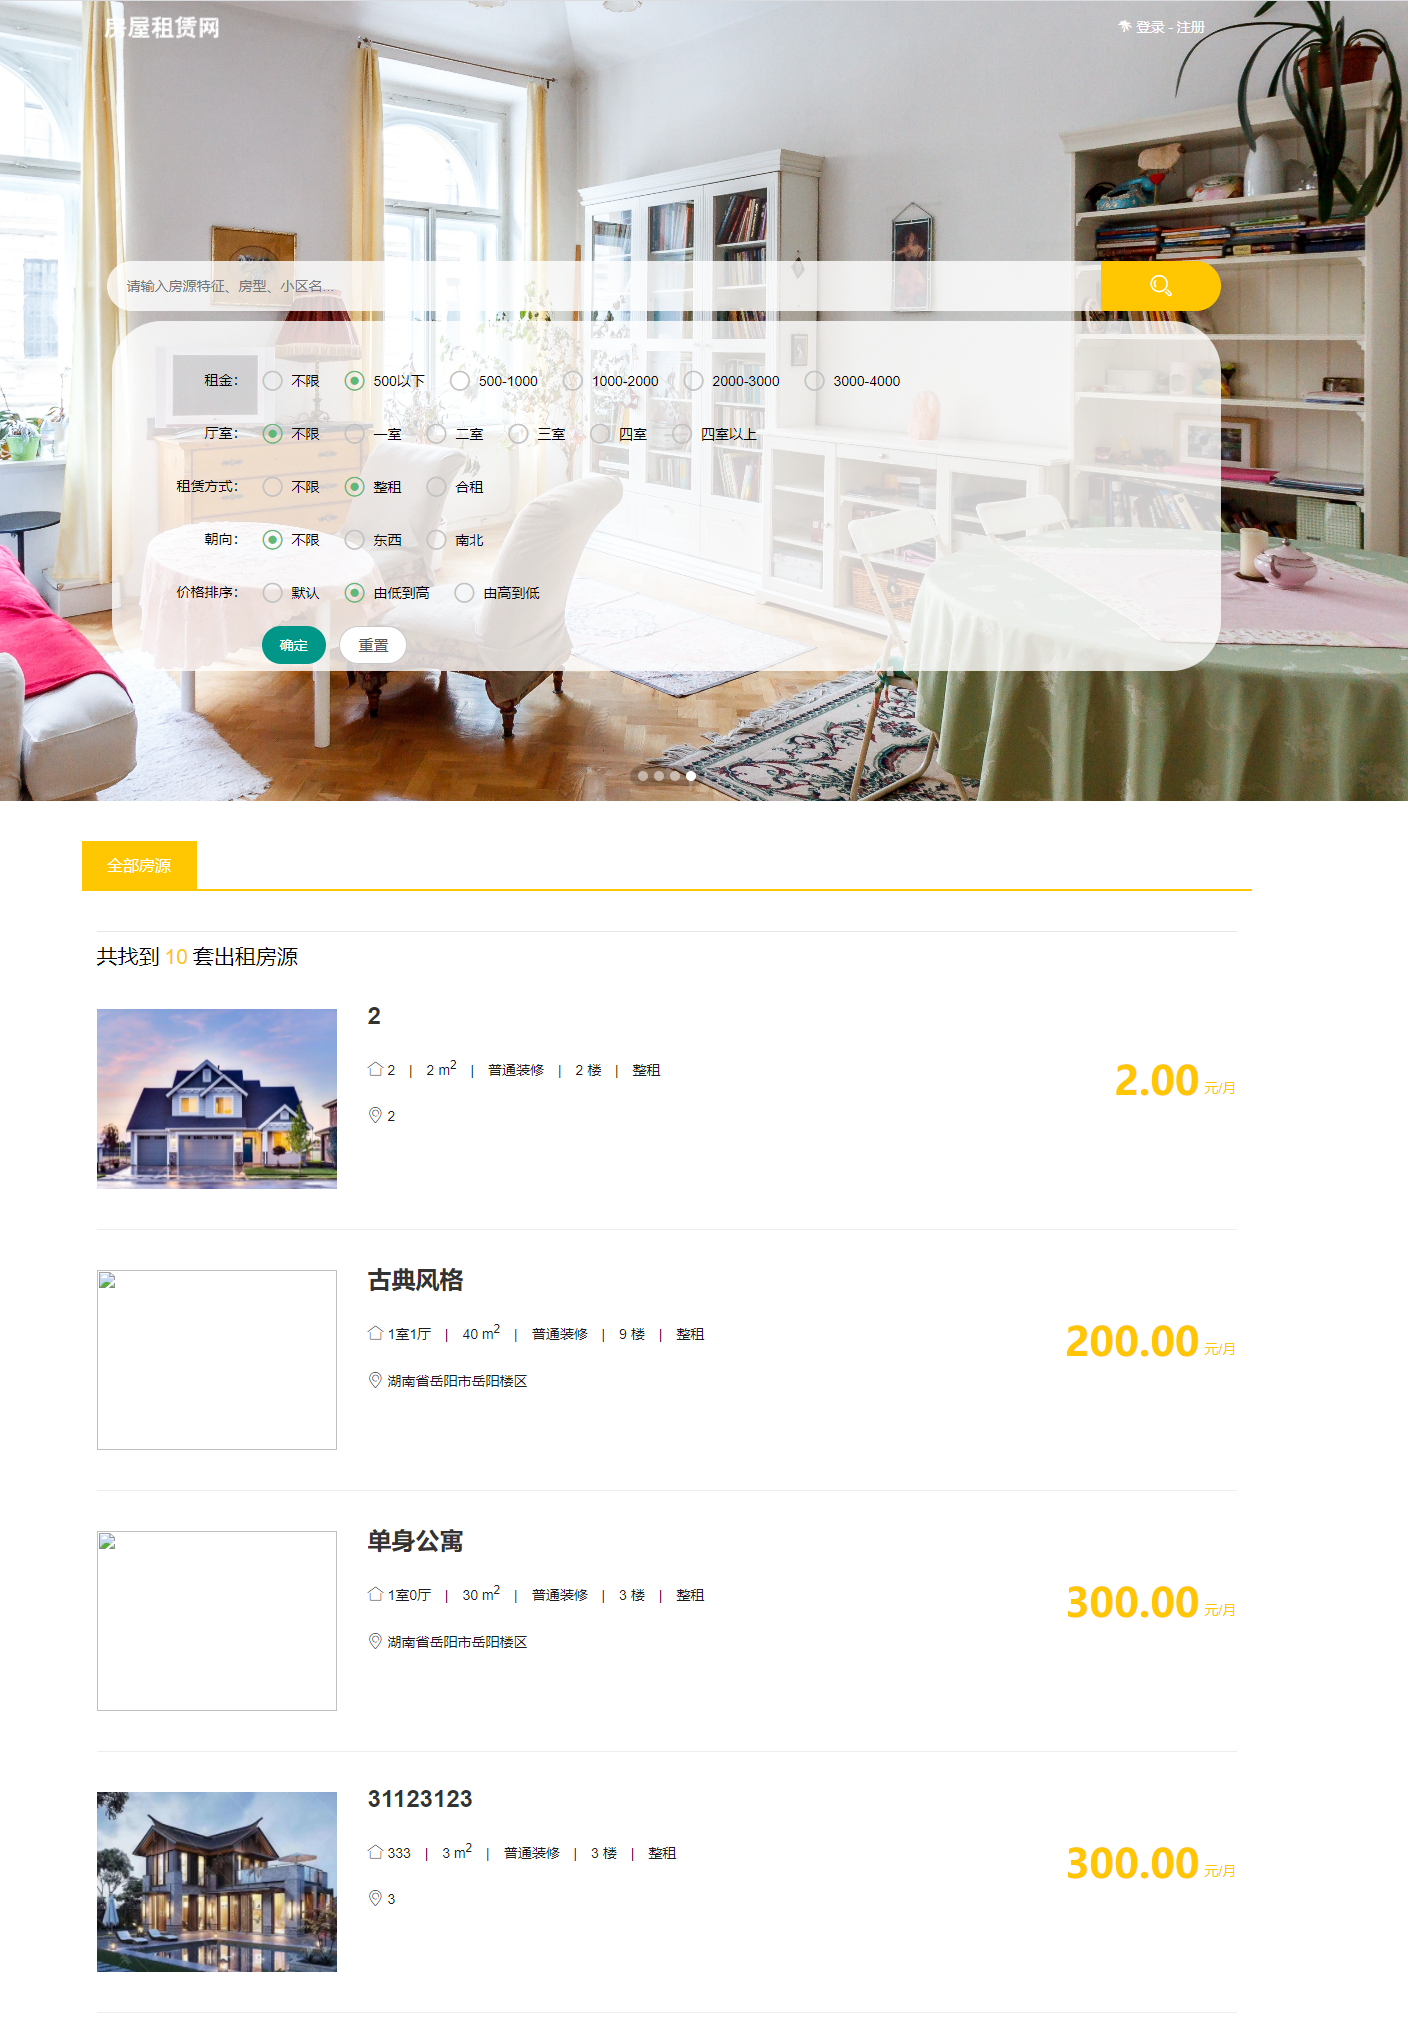 房屋租赁网
登录 - 注册
请输入房源特征、房型、小区名...
租金： 不限 500以下 500-1000 1000-2000 2000-3000 3000-4000
厅室： 不限 一室 二室 三室 四室 四室以上
租赁方式： 不限 整租 合租
朝向： 不限 东西 南北
价格排序： 默认 由低到高 由高到低
确定 重置
全部房源
共找到 10 套出租房源
2
2 | 2 m² | 普通装修 | 2 楼 | 整租
2.00 元/月
2
古典风格
1室1厅 | 40 m² | 普通装修 | 9 楼 | 整租
200.00 元/月
湖南省岳阳市岳阳楼区
单身公寓
1室0厅 | 30 m² | 普通装修 | 3 楼 | 整租
300.00 元/月
湖南省岳阳市岳阳楼区
31123123
333 | 3 m² | 普通装修 | 3 楼 | 整租
300.00 元/月
3